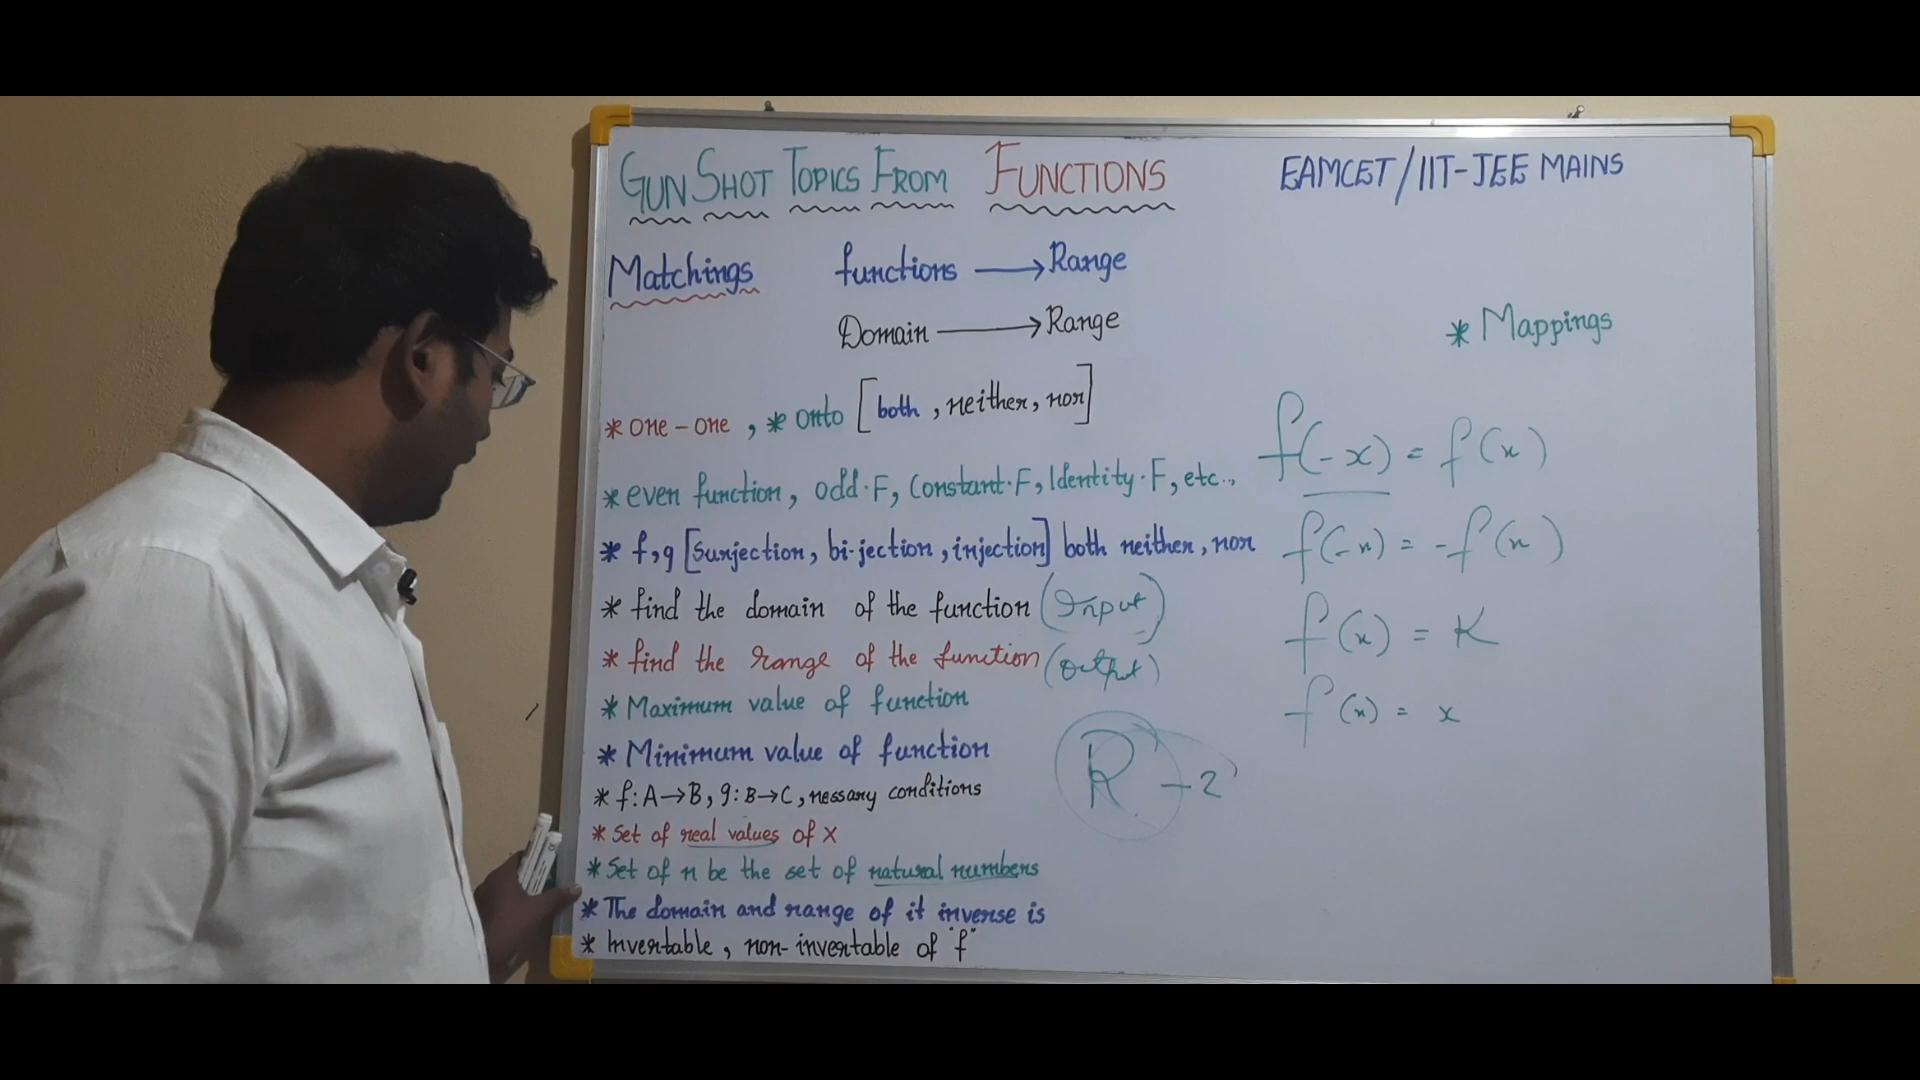 GUN SHOT TOPICS FROM FUNCTIONS EAMCET/IIT-JEE MAINS
Matchings functions → Range
Domain → Range
* Mappings
* one-one, * onto [both, neither, nor]
* even function, odd.F, Constant.F, Identity.F, etc..,
* f,g [Surjection, bi-jection, injection] both neither, nor
* find the domain of the function (Input)
* find the range of the function (output)
* Maximum value of function
* Minimum value of function
* f:A→B, g:B→C, nessary conditions
* Set of real values of x
* Set of n be the set of natural numbers
* The domain and range of it inverse is
* Invertable, non-invertable of "f"
f(-x) = f(x)
f(-x) = -f(x)
f(x) = K
f(x) = x
R - 2